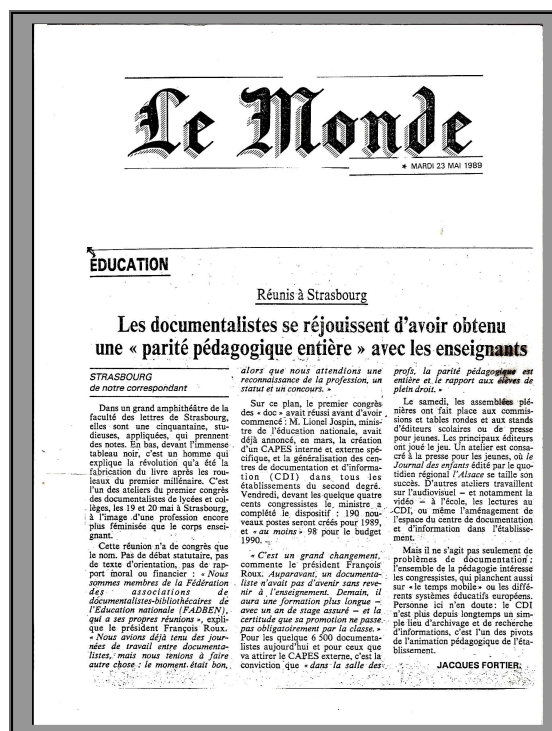 Le Monde
★ MARDI 23 MAI 1989
ÉDUCATION
Réunis à Strasbourg
Les documentalistes se réjouissent d'avoir obtenu
une « parité pédagogique entière » avec les enseignants
STRASBOURG
de notre correspondant
Dans un grand amphithéâtre de la
faculté des lettres de Strasbourg,
elles sont une cinquantaine, stu-
dieuses, appliquées, qui prennent
des notes. En bas, devant l'immense
tableau noir, c'est un homme qui
explique la révolution qu'a été la
fabrication du livre après les rou-
leaux du premier millénaire. C'est
l'un des ateliers du premier congrès
des documentalistes de lycées et col-
lèges, les 19 et 20 mai à Strasbourg,
à l'image d'une profession encore
plus féminisée que le corps ensei-
gnant.
Cette réunion n'a de congrès que
le nom. Pas de débat statutaire, pas
de texte d'orientation, pas de rap-
port moral ou financier : « Nous
sommes membres de la Fédération
des associations de
documentalistes-bibliothécaires de
l'Education nationale (FADBEN),
qui a ses propres réunions », expli-
que le président François Roux.
« Nous avions déjà tenu des jour-
nées de travail entre documenta-
listes, mais nous tenions à faire
autre chose : le moment était bon,
alors que nous attendions une
reconnaissance de la profession, un
statut et un concours. »
Sur ce plan, le premier congrès
des « doc » avait réussi avant d'avoir
commencé : M. Lionel Jospin, minis-
tre de l'éducation nationale, avait
déjà annoncé, en mars, la création
d'un CAPES interne et externe spé-
cifique, et la généralisation des cen-
tres de documentation et d'informa-
tion (CDI) dans tous les
établissements du second degré.
Vendredi, devant les quelque quatre
cents congressistes le ministre a
complété le dispositif : 190 nou-
veaux postes seront créés pour 1989,
et « au moins » 98 pour le budget
1990.
« C'est un grand changement,
commente le président François
Roux. Auparavant, un documenta-
liste n'avait pas d'avenir sans reve-
nir à l'enseignement. Demain, il
aura une formation plus longue –
avec un an de stage assuré – et la
certitude que sa promotion ne passe
pas obligatoirement par la classe. »
Pour les quelque 6 500 documenta-
listes aujourd'hui et pour ceux que
va attirer le CAPES externe, c'est la
conviction que « dans la salle des
profs, la parité pédagogique est
entière et le rapport aux élèves de
plein droit. »
Le samedi, les assemblées plé-
nières ont fait place aux commis-
sions et tables rondes et aux stands
d'éditeurs scolaires ou de presse
pour jeunes. Les principaux éditeurs
ont joué le jeu. Un atelier est consa-
cré à la presse pour les jeunes, où le
Journal des enfants édité par le quo-
tidien régional l'Alsace se taille son
succès. D'autres ateliers travaillent
sur l'audiovisuel – et notamment la
vidéo – à l'école, les lectures au
CDI, ou même l'aménagement de
l'espace du centre de documentation
et d'information dans l'établisse-
ment.
Mais il ne s'agit pas seulement de
problèmes de documentation :
l'ensemble de la pédagogie intéresse
les congressistes, qui planchent aussi
sur « le temps mobile » ou les diffé-
rents systèmes éducatifs européens.
Personne ici n'en doute : le CDI
n'est plus depuis longtemps un sim-
ple lieu d'archivage et de recherche
d'informations, c'est l'un des pivots
de l'animation pédagogique de l'éta-
blissement.
JACQUES FORTIER.